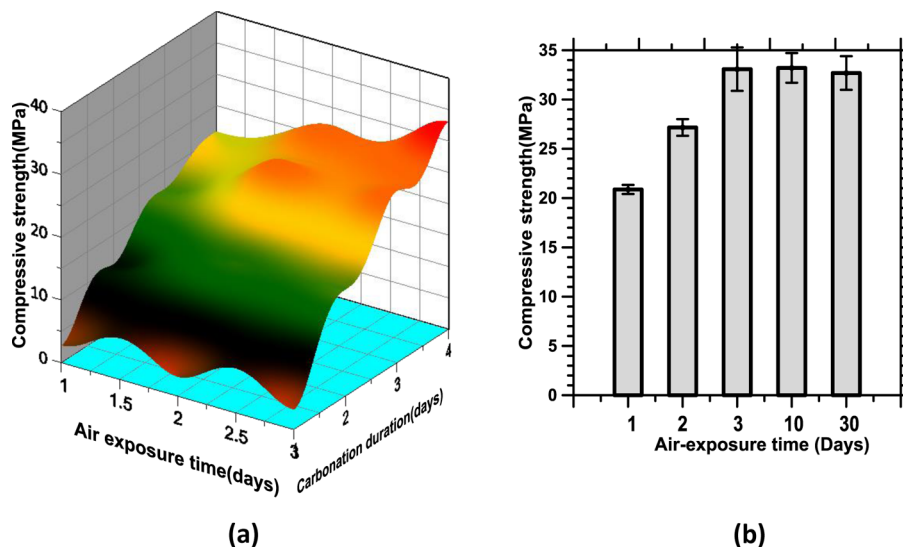 40
30
20
10
0
Compressive strength(MPa)
1
1.5
2
2.5
3
Air exposure time(days)
2
3
4
Carbonation duration(days)
(a)
35
30
25
20
15
10
5
0
Compressive strength(MPa)
1 2 3 10 30
Air-exposure time (Days)
(b)